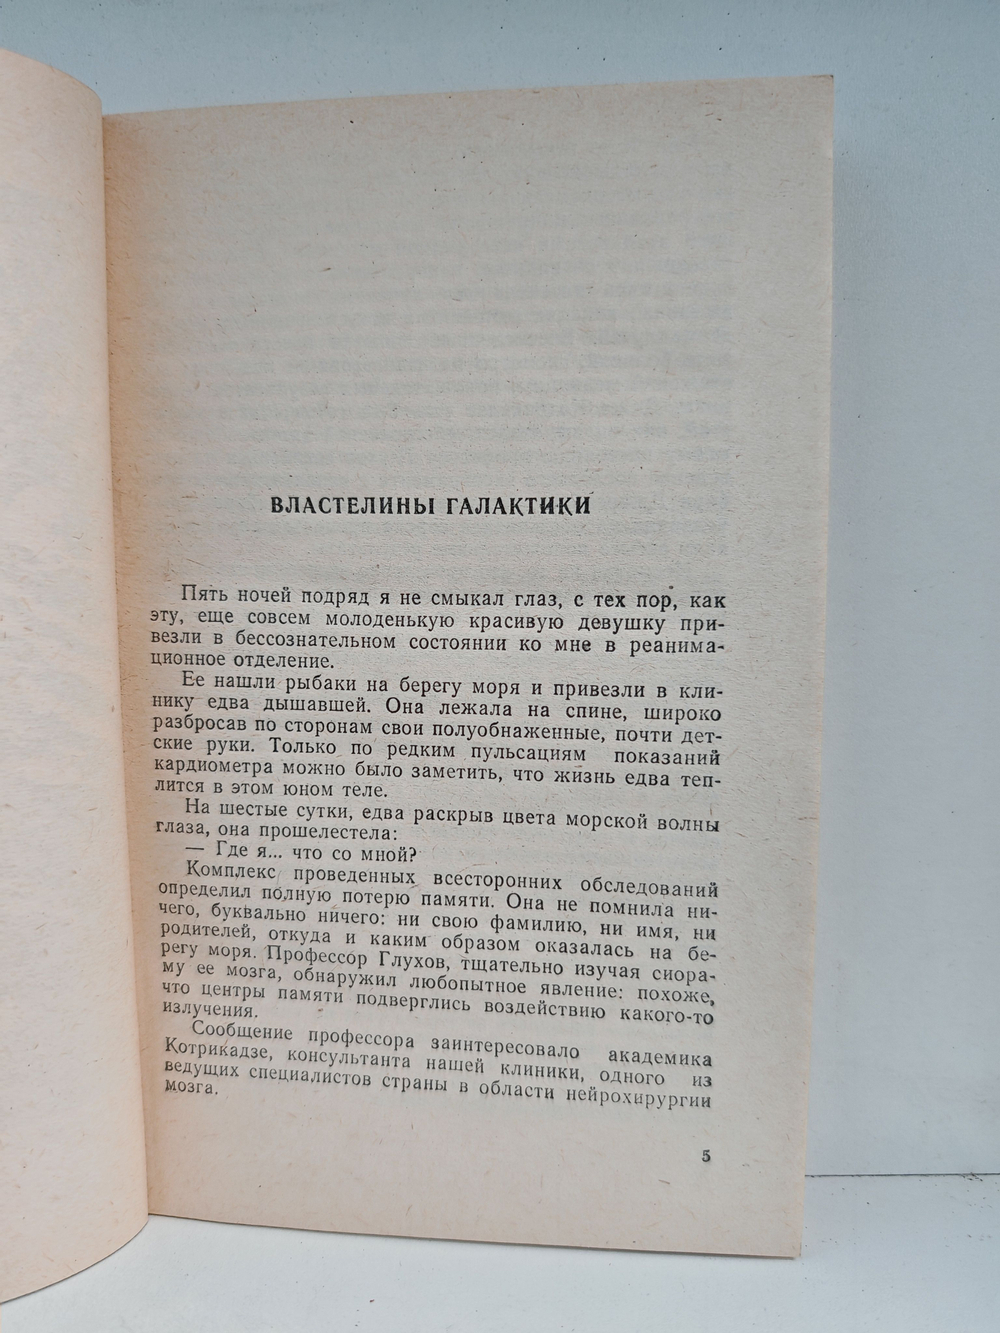 ВЛАСТЕЛИНЫ ГАЛАКТИКИ
Пять ночей подряд я не смыкал глаз, с тех пор, как
эту, еще совсем молоденькую красивую девушку при-
везли в бессознательном состоянии ко мне в реанима-
ционное отделение.
Ее нашли рыбаки на берегу моря и привезли в кли-
нику едва дышавшей. Она лежала на спине, широко
разбросав по сторонам свои полуобнаженные, почти дет-
ские руки. Только по редким пульсациям показаний
кардиометра можно было заметить, что жизнь едва теп-
лится в этом юном теле.
На шестые сутки, едва раскрыв цвета морской волны
глаза, она прошелестела:
— Где я... что со мной?
Комплекс проведенных всесторонних обследований
определил полную потерю памяти. Она не помнила ни-
чего, буквально ничего: ни свою фамилию, ни имя, ни
родителей, откуда и каким образом оказалась на бе-
регу моря. Профессор Глухов, тщательно изучая сиора-
му ее мозга, обнаружил любопытное явление: похоже,
что центры памяти подверглись воздействию какого-то
излучения.
Сообщение профессора заинтересовало академика
Котрикадзе, консультанта нашей клиники, одного из
ведущих специалистов страны в области нейрохирургии
мозга.
5